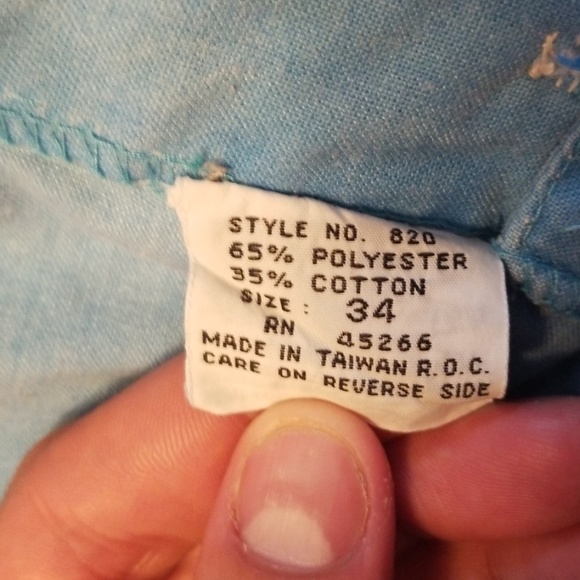 STYLE NO. 820
65% POLYESTER
35% COTTON
SIZE : 34
RN 45266
MADE IN TAIWAN R.O.C.
CARE ON REVERSE SIDE